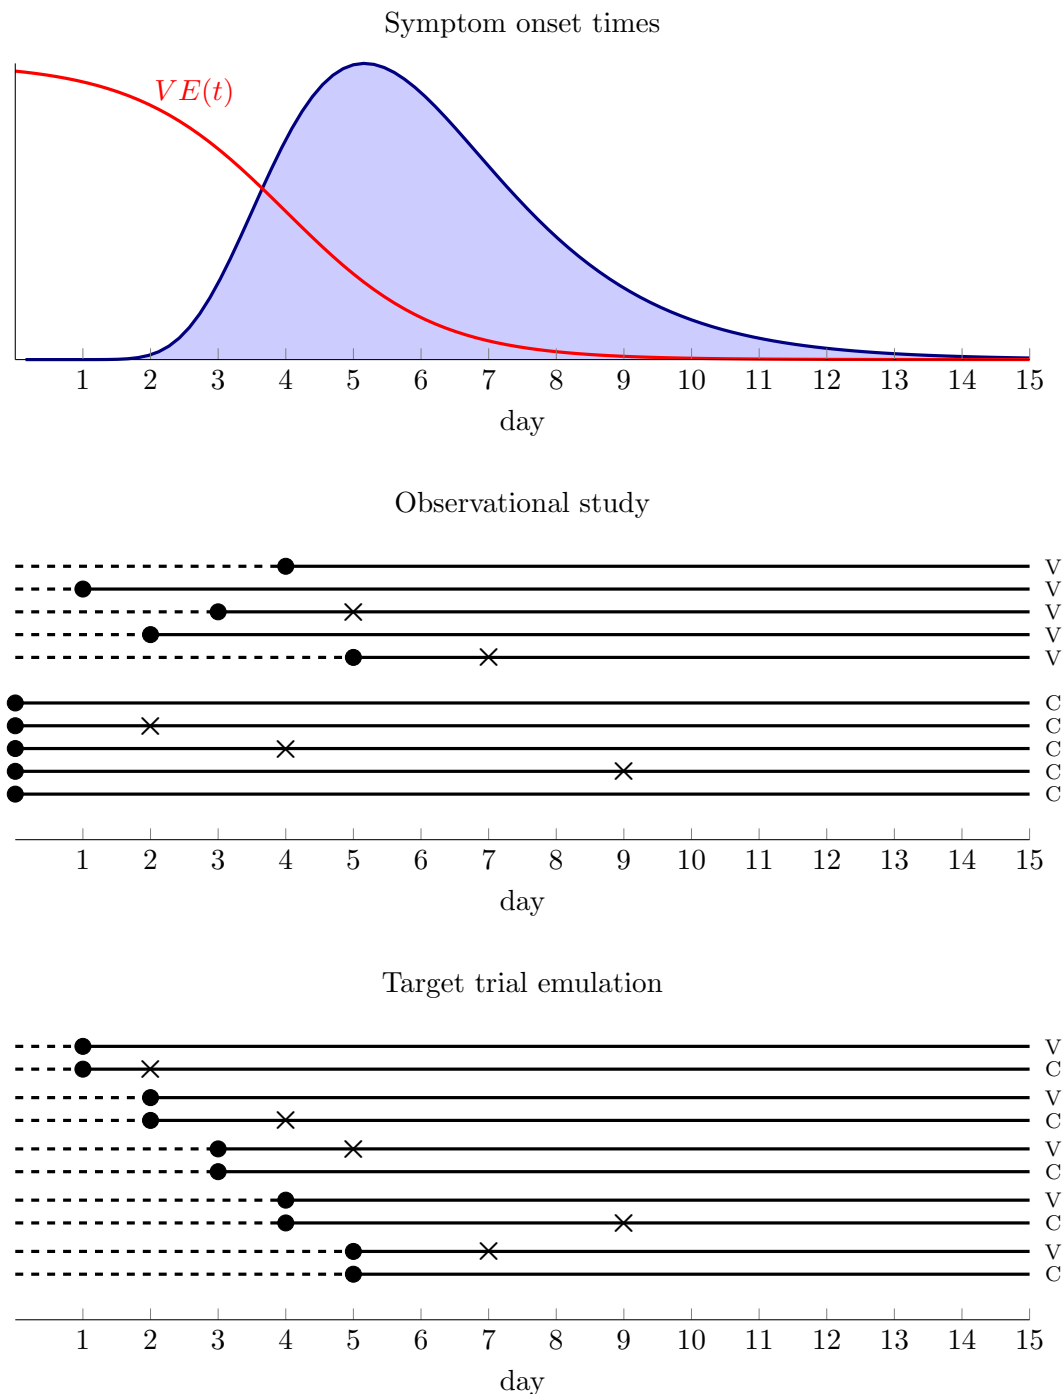 Symptom onset times
VE(t)
1 2 3 4 5 6 7 8 9 10 11 12 13 14 15
day
Observational study
V
V
V
V
V
C
C
C
C
C
1 2 3 4 5 6 7 8 9 10 11 12 13 14 15
day
Target trial emulation
V
C
V
C
V
C
V
C
V
C
1 2 3 4 5 6 7 8 9 10 11 12 13 14 15
day